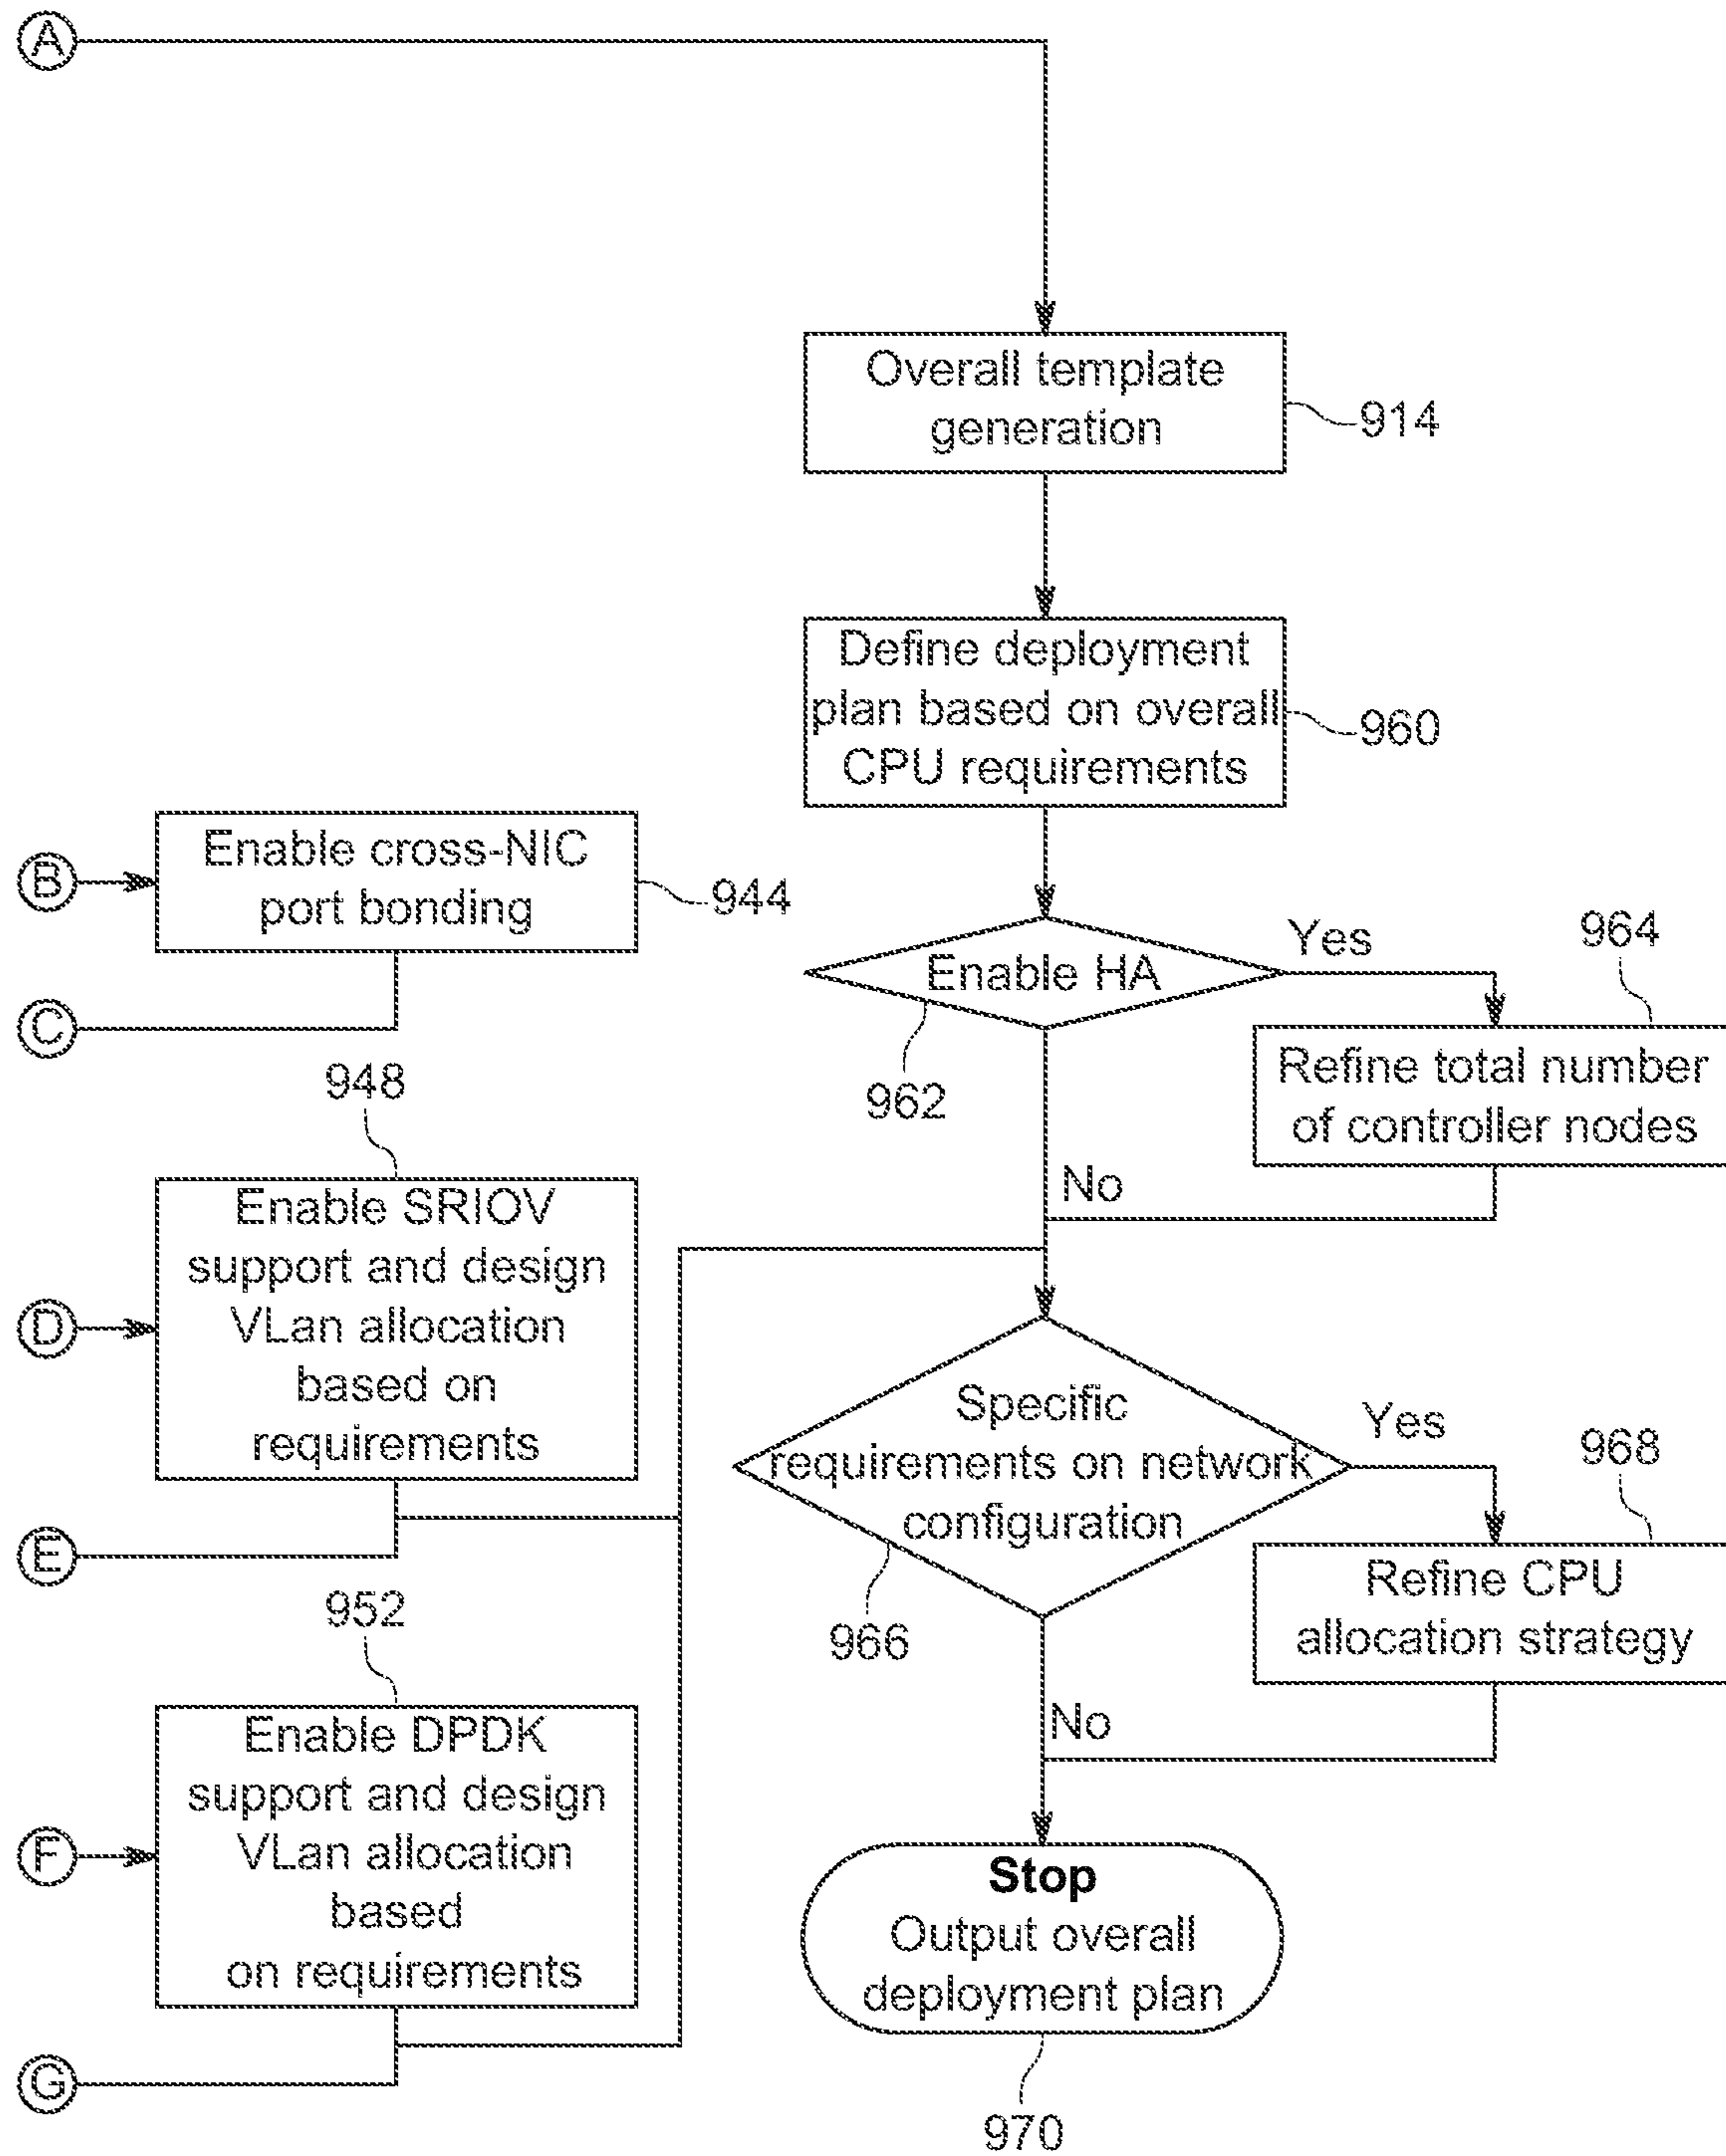 A
Overall template
generation
914
Define deployment
plan based on overall
CPU requirements
960
B
Enable cross-NIC
port bonding
944
C
Enable HA
962
Yes
964
Refine total number
of controller nodes
No
948
D
Enable SRIOV
support and design
VLan allocation
based on
requirements
E
Specific
requirements on network
configuration
966
Yes
968
Refine CPU
allocation strategy
No
952
F
Enable DPDK
support and design
VLan allocation
based
on requirements
G
Stop
Output overall
deployment plan
970